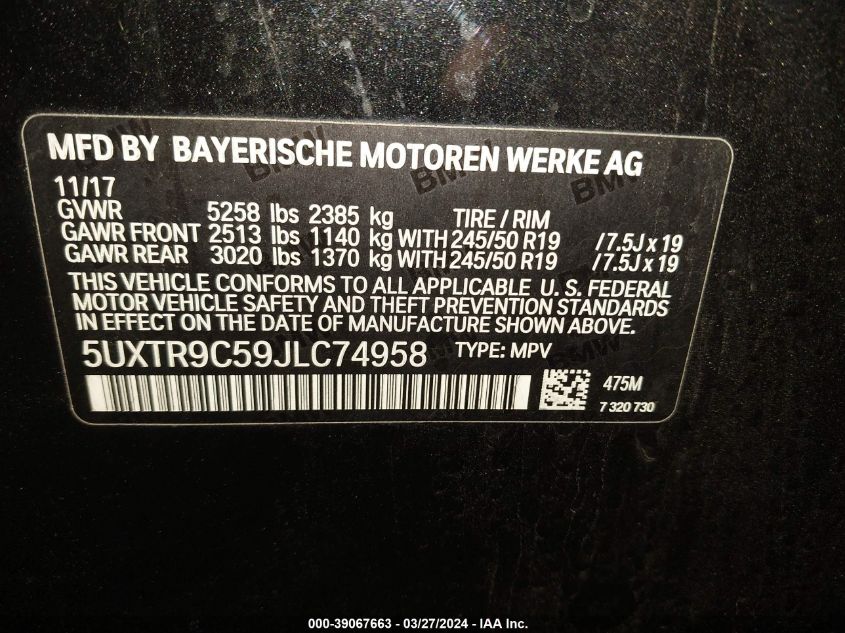 MFD BY BAYERISCHE MOTOREN WERKE AG
11/17
GVWR 5258 lbs 2385 kg TIRE / RIM
GAWR FRONT 2513 lbs 1140 kg WITH 245/50 R19 / 7.5J x 19
GAWR REAR 3020 lbs 1370 kg WITH 245/50 R19 / 7.5J x 19
THIS VEHICLE CONFORMS TO ALL APPLICABLE U. S. FEDERAL
MOTOR VEHICLE SAFETY AND THEFT PREVENTION STANDARDS
IN EFFECT ON THE DATE OF MANUFACTURE SHOWN ABOVE.
5UXTR9C59JLC74958 TYPE: MPV
475M
7 320 730
000-39067663 - 03/27/2024 - IAA Inc.